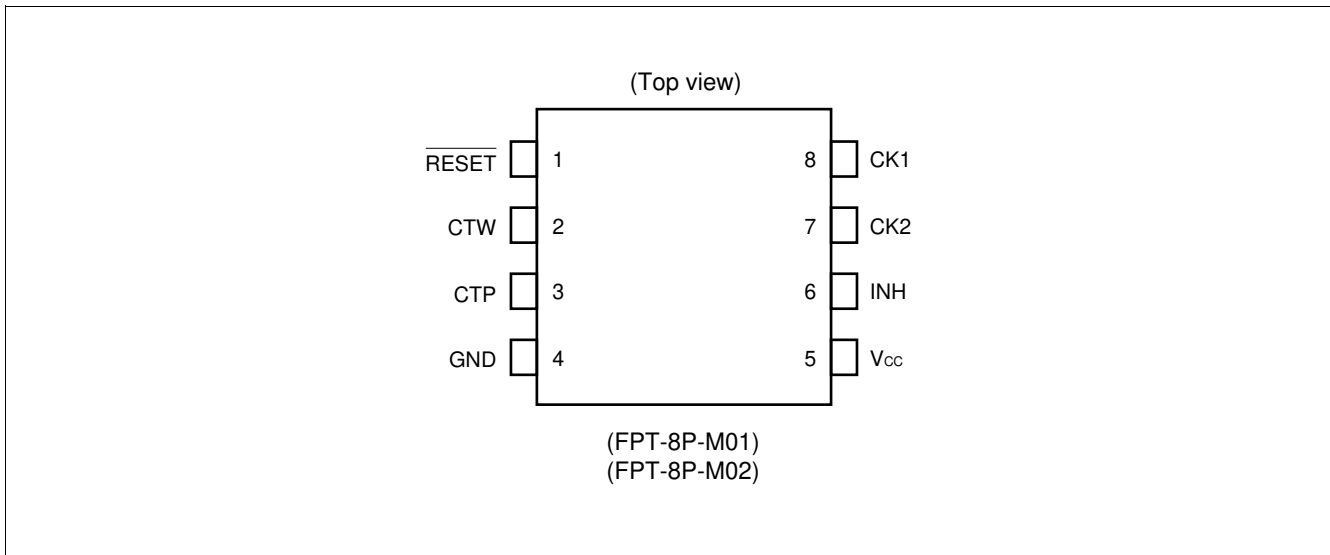 (Top view)
RESET 1 8 CK1
CTW 2 7 CK2
CTP 3 6 INH
GND 4 5 VCC
(FPT-8P-M01)
(FPT-8P-M02)